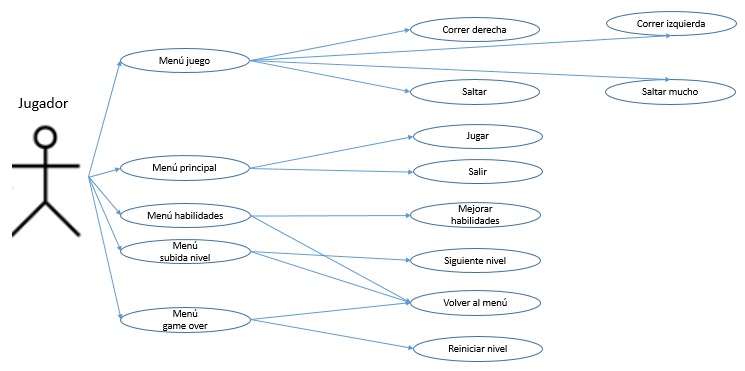 Correr derecha
Correr izquierda
Menú juego
Jugador
Saltar
Saltar mucho
Jugar
Menú principal
Salir
Menú habilidades
Mejorar
habilidades
Menú
subida nivel
Siguiente nivel
Volver al menú
Menú
game over
Reiniciar nivel